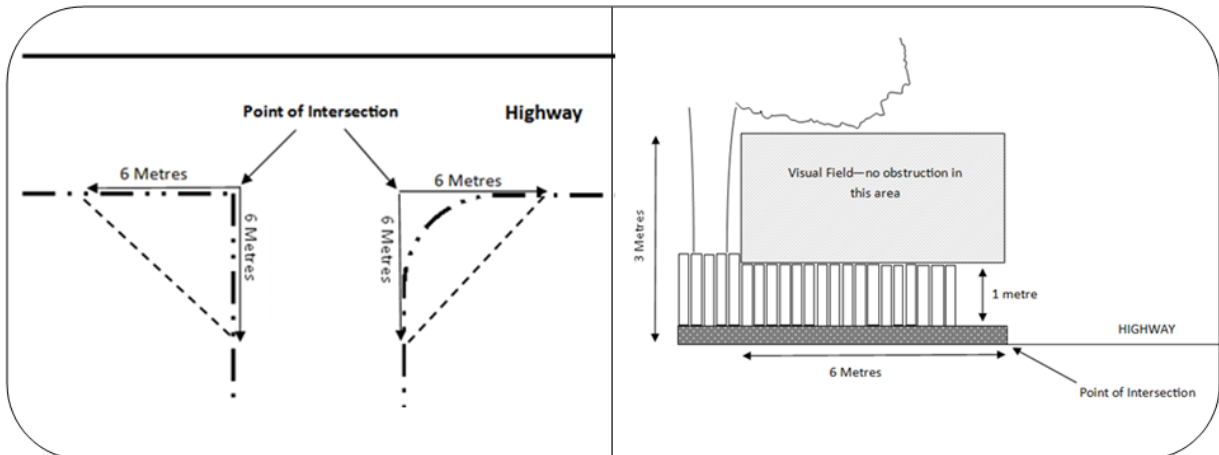 Point of Intersection
Highway
6 Metres
6 Metres
6 Metres
6 Metres
Visual Field—no obstruction in
this area
3 Metres
1 metre
HIGHWAY
6 Metres
Point of Intersection